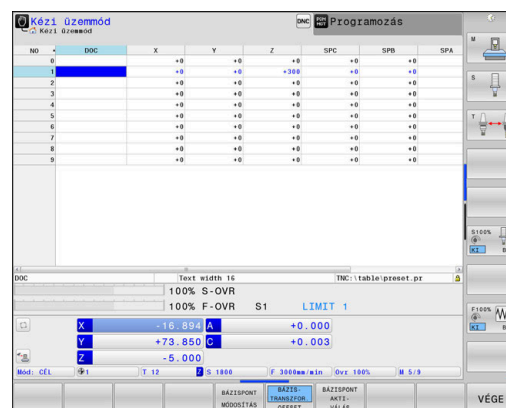 Kézi üzemmód
Kézi üzemmód
DNC
Programozás
NO DOC X Y Z SPC SPB SPA
0 +0 +0 +0 +0 +0
1 +0 +0 +300 +0 +0
2 +0 +0 +0 +0 +0
3 +0 +0 +0 +0 +0
4 +0 +0 +0 +0 +0
5 +0 +0 +0 +0 +0
6 +0 +0 +0 +0 +0
7 +0 +0 +0 +0 +0
8 +0 +0 +0 +0 +0
9 +0 +0 +0 +0 +0
DOC Text width 16 TNC:\table\preset.pr
100% S-OVR
100% F-OVR S1 LIMIT 1
X -16.894 A +0.000
Y +73.850 C +0.003
Z -5.000
Mód: CÉL 1 T 12 Z S 1800 F 3000mm/min Ovr 100% M 5/9
BÁZISPONT MÓDOSÍTÁS
BÁZIS- TRANSZFOR. OFFSET
BÁZISPONT AKTI- VÁLÁS
VÉGE
M
S
T
S100%
KI
F100%
KI